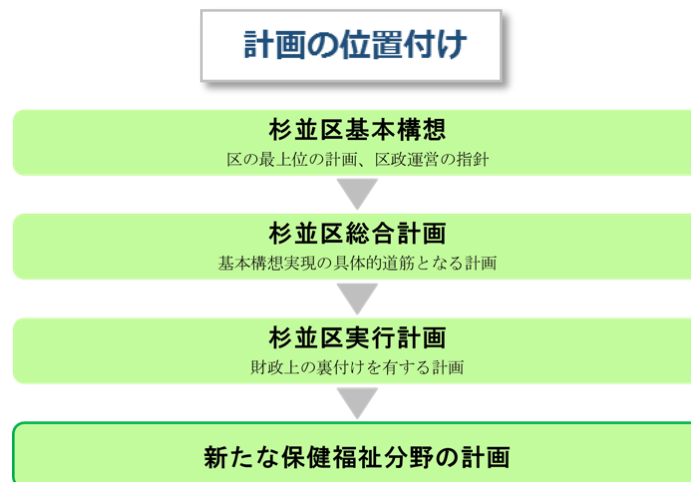 計画の位置付け
杉並区基本構想
区の最上位の計画、区政運営の指針
杉並区総合計画
基本構想実現の具体的道筋となる計画
杉並区実行計画
財政上の裏付けを有する計画
新たな保健福祉分野の計画